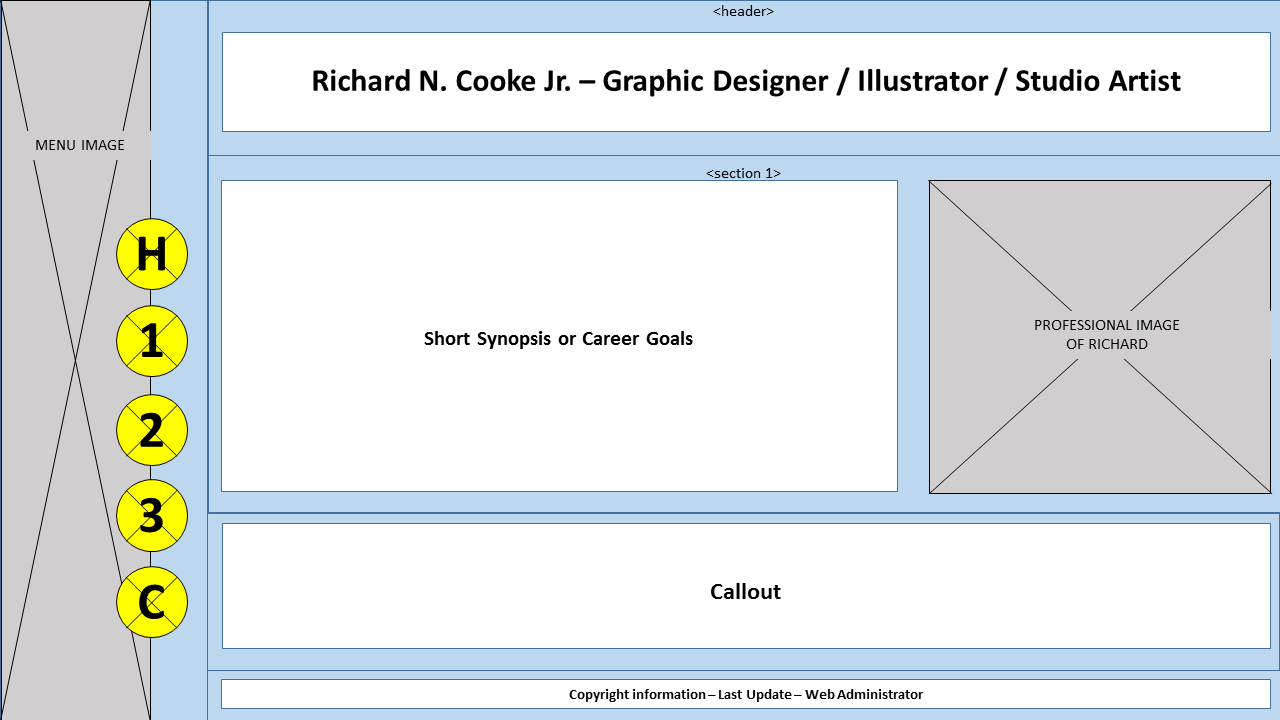 <header>
Richard N. Cooke Jr. – Graphic Designer / Illustrator / Studio Artist
MENU IMAGE
<section 1>
H
1
2
3
C
Short Synopsis or Career Goals
PROFESSIONAL IMAGE
OF RICHARD
Callout
Copyright information – Last Update – Web Administrator